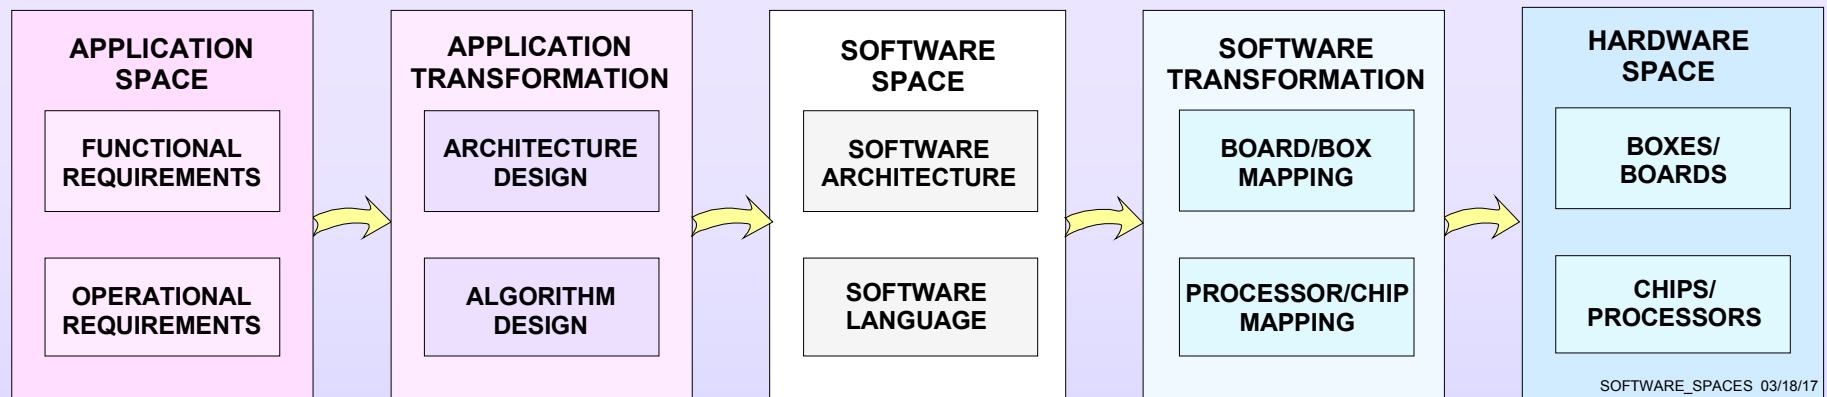 APPLICATION
SPACE
FUNCTIONAL
REQUIREMENTS
OPERATIONAL
REQUIREMENTS
APPLICATION
TRANSFORMATION
ARCHITECTURE
DESIGN
ALGORITHM
DESIGN
SOFTWARE
SPACE
SOFTWARE
ARCHITECTURE
SOFTWARE
LANGUAGE
SOFTWARE
TRANSFORMATION
BOARD/BOX
MAPPING
PROCESSOR/CHIP
MAPPING
HARDWARE
SPACE
BOXES/
BOARDS
CHIPS/
PROCESSORS
SOFTWARE_SPACES 03/18/17